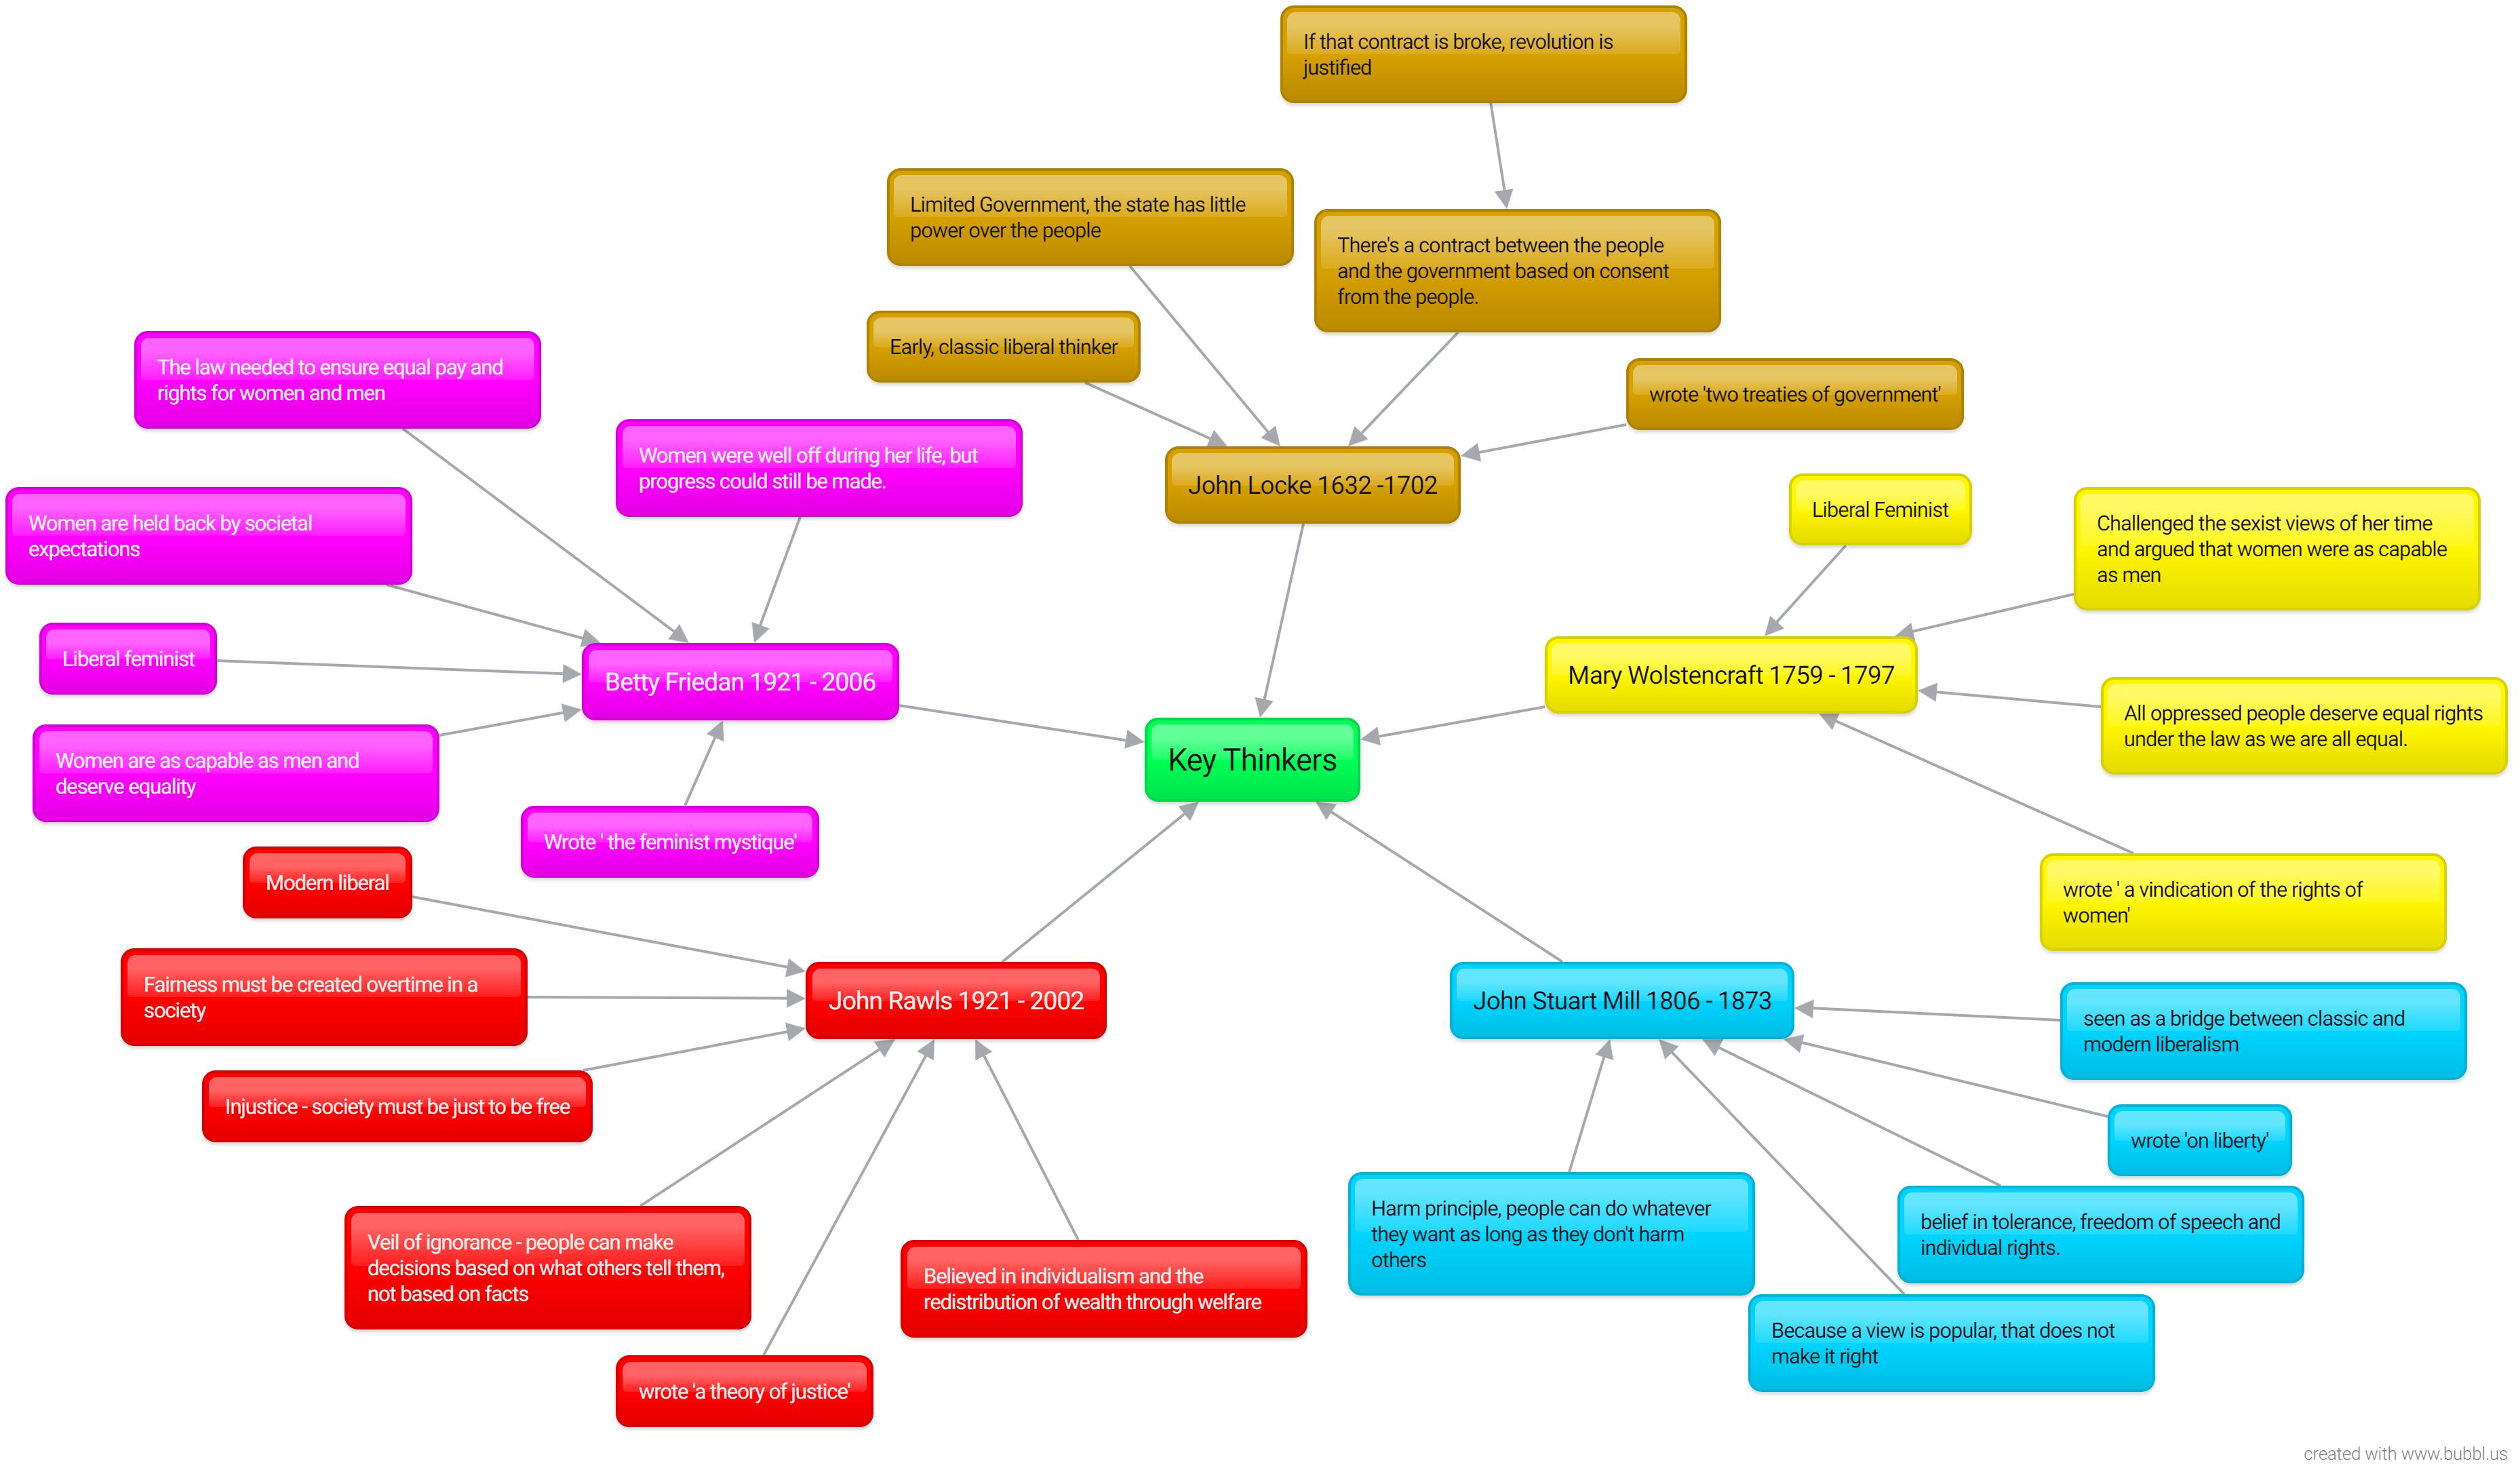 If that contract is broke, revolution is
justified
Limited Government, the state has little
power over the people
There's a contract between the people
and the government based on consent
from the people.
Early, classic liberal thinker
wrote 'two treaties of government'
John Locke 1632 -1702
The law needed to ensure equal pay and
rights for women and men
Women were well off during her life, but
progress could still be made.
Women are held back by societal
expectations
Liberal feminist
Betty Friedan 1921 - 2006
Women are as capable as men and
deserve equality
Wrote ' the feminist mystique'
Liberal Feminist
Challenged the sexist views of her time
and argued that women were as capable
as men
Mary Wolstencraft 1759 - 1797
All oppressed people deserve equal rights
under the law as we are all equal.
wrote ' a vindication of the rights of
women'
Key Thinkers
Modern liberal
Fairness must be created overtime in a
society
John Rawls 1921 - 2002
Injustice - society must be just to be free
Veil of ignorance - people can make
decisions based on what others tell them,
not based on facts
Believed in individualism and the
redistribution of wealth through welfare
wrote 'a theory of justice'
John Stuart Mill 1806 - 1873
seen as a bridge between classic and
modern liberalism
wrote 'on liberty'
Harm principle, people can do whatever
they want as long as they don't harm
others
belief in tolerance, freedom of speech and
individual rights.
Because a view is popular, that does not
make it right
created with www.bubbl.us